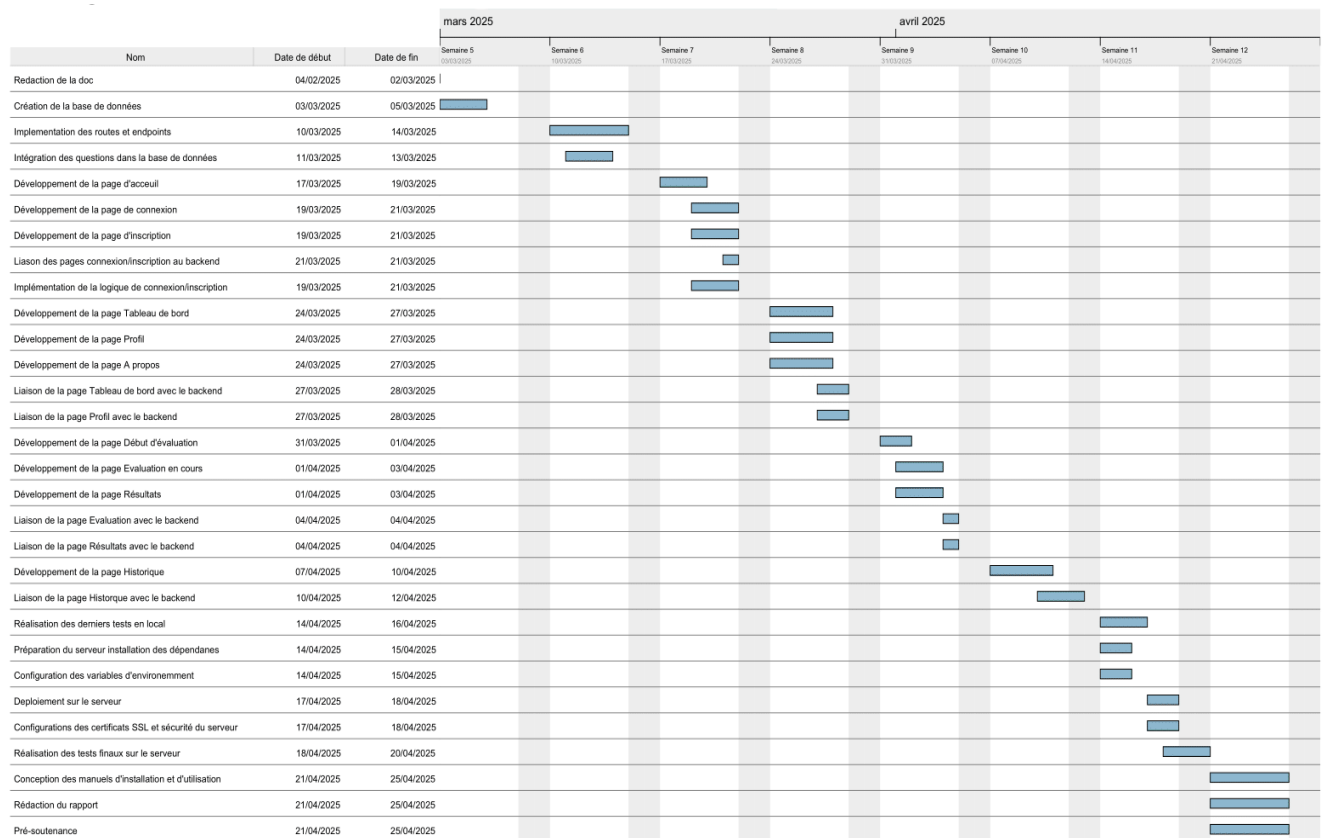 mars 2025 avril 2025
Semaine 5 Semaine 6 Semaine 7 Semaine 8 Semaine 9 Semaine 10 Semaine 11 Semaine 12
Nom Date de début Date de fin 03/03/2025 10/03/2025 17/03/2025 24/03/2025 31/03/2025 07/04/2025 14/04/2025 21/04/2025
Redaction de la doc 04/02/2025 02/03/2025
Création de la base de données 03/03/2025 05/03/2025
Implementation des routes et endpoints 10/03/2025 14/03/2025
Intégration des questions dans la base de données 11/03/2025 13/03/2025
Développement de la page d'acceuil 17/03/2025 19/03/2025
Développement de la page de connexion 19/03/2025 21/03/2025
Développement de la page d'inscription 19/03/2025 21/03/2025
Liason des pages connexion/inscription au backend 21/03/2025 21/03/2025
Implémentation de la logique de connexion/inscription 19/03/2025 21/03/2025
Développement de la page Tableau de bord 24/03/2025 27/03/2025
Développement de la page Profil 24/03/2025 27/03/2025
Développement de la page A propos 24/03/2025 27/03/2025
Liaison de la page Tableau de bord avec le backend 27/03/2025 28/03/2025
Liaison de la page Profil avec le backend 27/03/2025 28/03/2025
Développement de la page Début d'évaluation 31/03/2025 01/04/2025
Développement de la page Evaluation en cours 01/04/2025 03/04/2025
Développement de la page Résultats 01/04/2025 03/04/2025
Liaison de la page Evaluation avec le backend 04/04/2025 04/04/2025
Liaison de la page Résultats avec le backend 04/04/2025 04/04/2025
Développement de la page Historique 07/04/2025 10/04/2025
Liaison de la page Historque avec le backend 10/04/2025 12/04/2025
Réalisation des derniers tests en local 14/04/2025 16/04/2025
Préparation du serveur installation des dépendanes 14/04/2025 15/04/2025
Configuration des variables d'environemment 14/04/2025 15/04/2025
Deploiement sur le serveur 17/04/2025 18/04/2025
Configurations des certificats SSL et sécurité du serveur 17/04/2025 18/04/2025
Réalisation des tests finaux sur le serveur 18/04/2025 20/04/2025
Conception des manuels d'installation et d'utilisation 21/04/2025 25/04/2025
Rédaction du rapport 21/04/2025 25/04/2025
Pré-soutenance 21/04/2025 25/04/2025